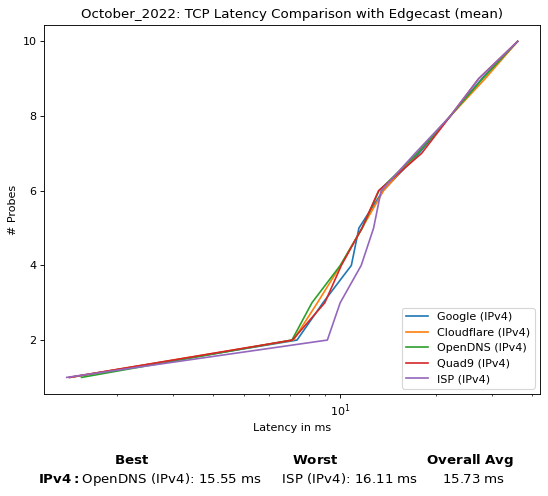 October_2022: TCP Latency Comparison with Edgecast (mean)
10
8
6
4
2
# Probes
Google (IPv4)
Cloudflare (IPv4)
OpenDNS (IPv4)
Quad9 (IPv4)
ISP (IPv4)
10¹
Latency in ms
Best Worst Overall Avg
IPv4: OpenDNS (IPv4): 15.55 ms ISP (IPv4): 16.11 ms 15.73 ms